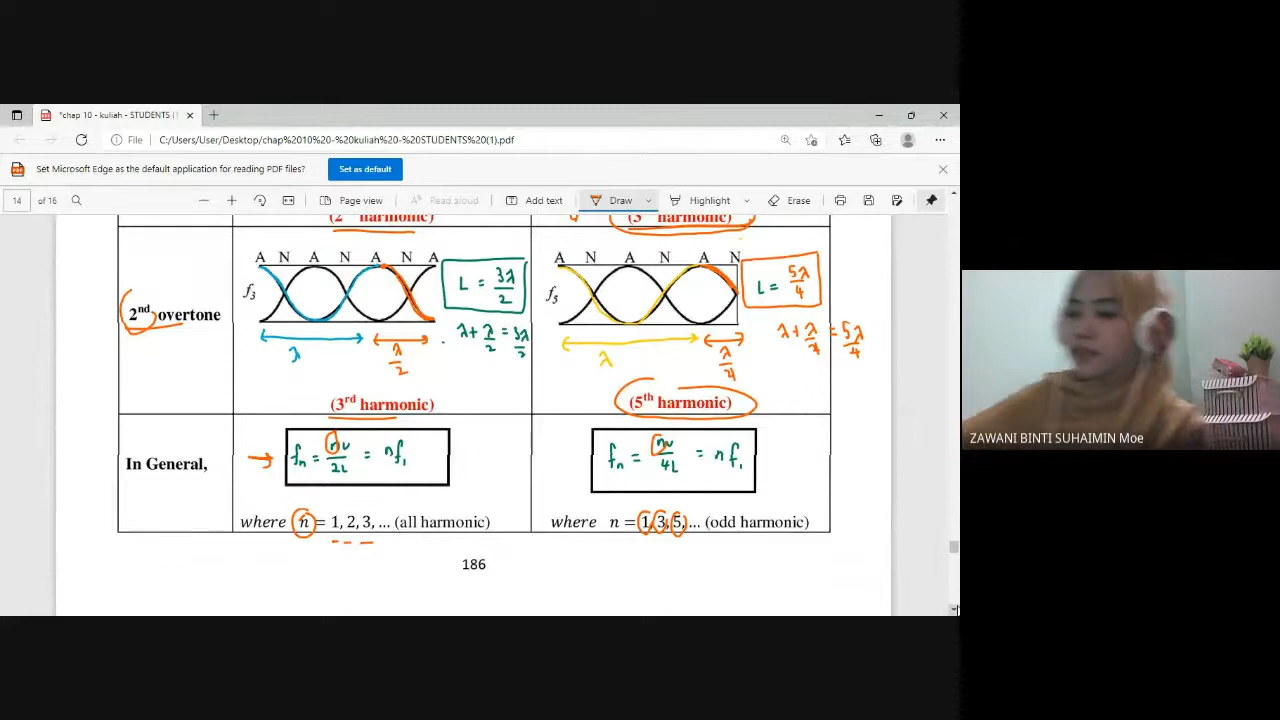 *chap 10 - kuliah - STUDENTS (
File C:/Users/User/Desktop/chap%2010%20-%20kuliah%20-%20STUDENTS%20(1).pdf
Set Microsoft Edge as the default application for reading PDF files? Set as default
14 of 16 Page view Read aloud Add text Draw Highlight Erase
harmonic) harmonic)
A N A N A N A
A N A N A N
L = 3λ/2
L = 5λ/4
f₃
f₅
2nd overtone
λ + λ/2 = 3λ/2
λ + λ/4 = 5λ/4
λ λ/2
λ λ/4
(3rd harmonic) (5th harmonic)
In General,
fₙ = nv/2L = nf₁
fₙ = nv/4L = nf₁
where n = 1, 2, 3, ... (all harmonic)
where n = 1, 3, 5, ... (odd harmonic)
186
ZAWANI BINTI SUHAIMIN Moe